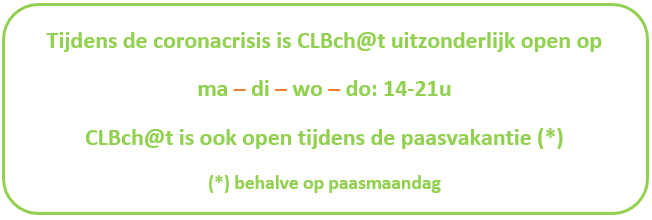 Tijdens de coronacrisis is CLBch@t uitzonderlijk open op
ma – di – wo – do: 14-21u
CLBch@t is ook open tijdens de paasvakantie (*)
(*) behalve op paasmaandag